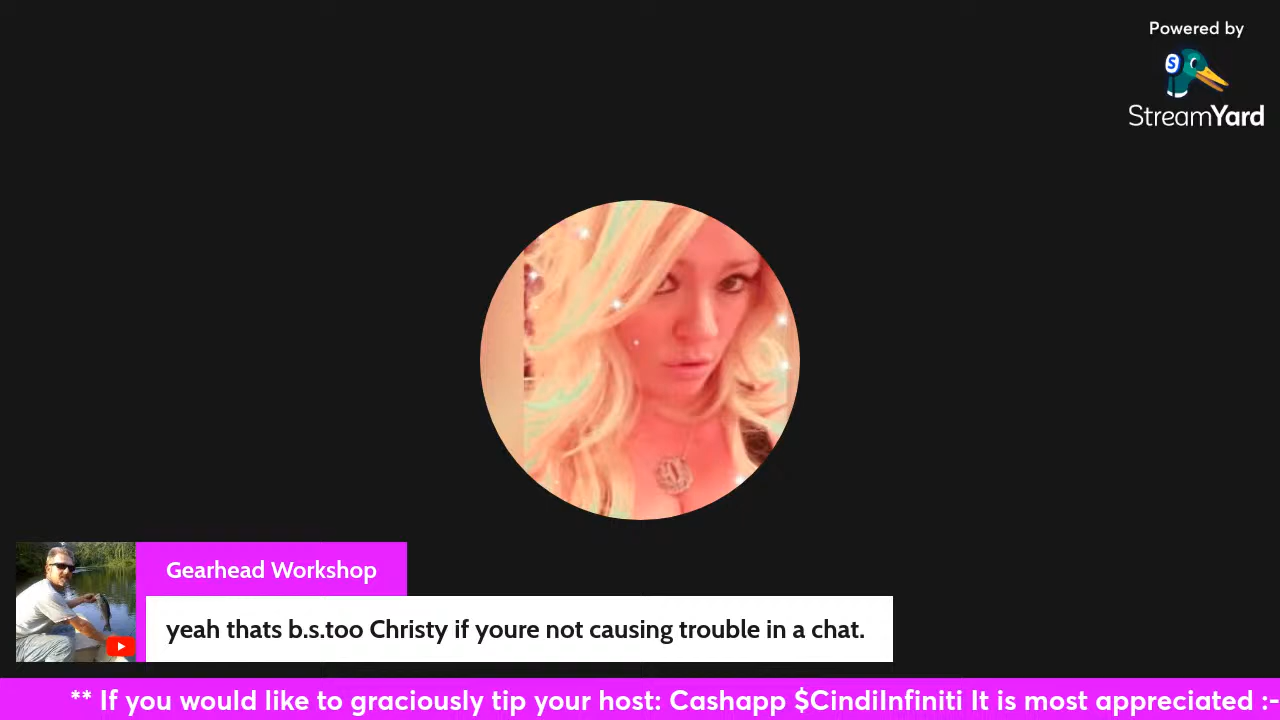 Powered by
S
StreamYard
Gearhead Workshop
yeah thats b.s.too Christy if youre not causing trouble in a chat.
** If you would like to graciously tip your host: Cashapp $CindiInfiniti It is most appreciated :-